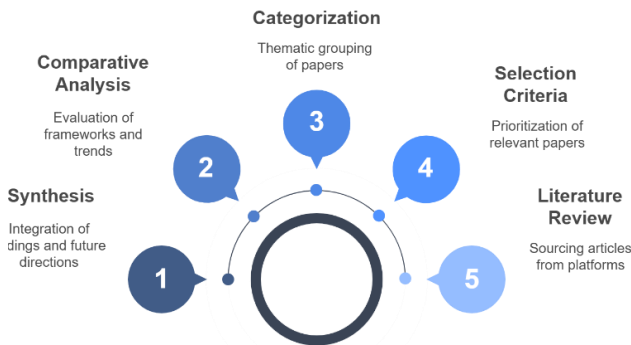 Categorization
Thematic grouping
of papers
3
Comparative
Analysis
Evaluation of
frameworks and
trends
2
Selection
Criteria
Prioritization of
relevant papers
4
Synthesis
Integration of
dings and future
directions
1
Literature
Review
Sourcing articles
from platforms
5